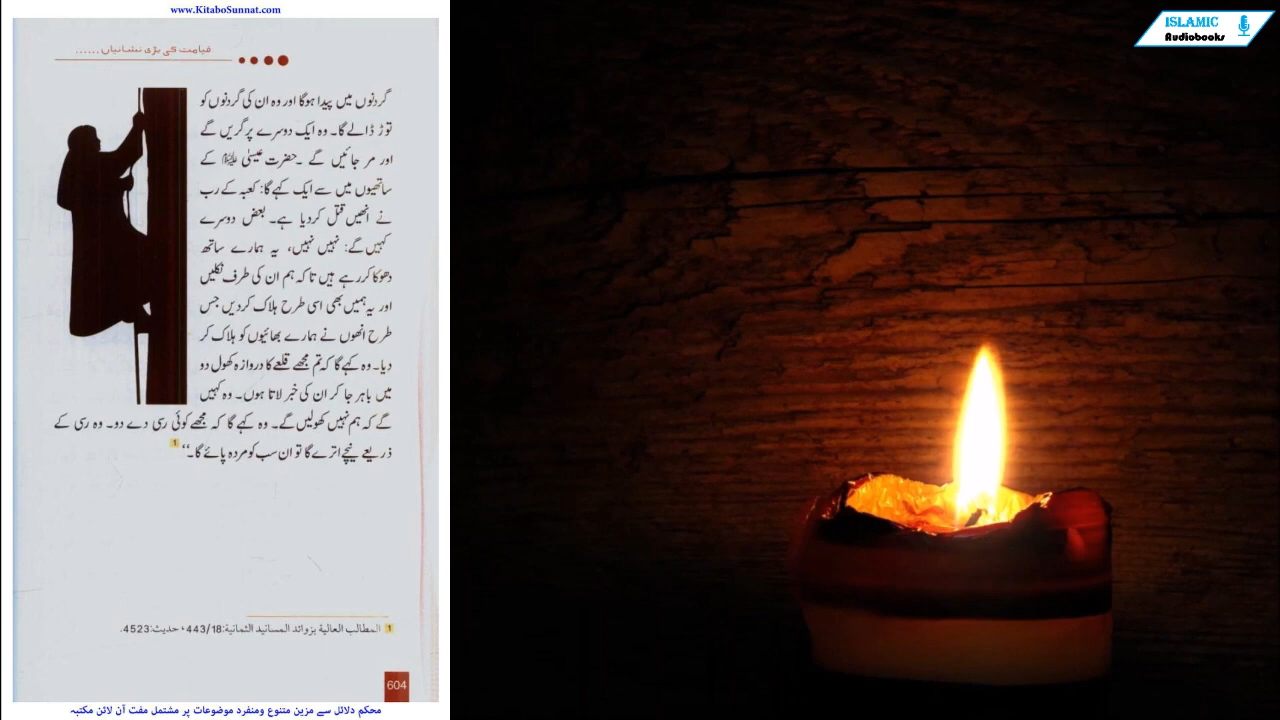 www.KitaboSunnat.com
قیامت کی بڑی نشانیاں......
گردنوں میں پیدا ہوگا اور وہ ان کی گردنوں کو
توڑ ڈالے گا۔ وہ ایک دوسرے پر گریں گے
اور مر جائیں گے ۔حضرت عیسٰی علیہ السلام کے
ساتھیوں میں سے ایک کہے گا: کعبہ کے رب
نے انھیں قتل کردیا ہے۔ بعض دوسرے
کہیں گے: نہیں نہیں، یہ ہمارے ساتھ
دھوکا کر رہے ہیں تاکہ ہم ان کی طرف نکلیں
اور یہ ہمیں بھی اسی طرح ہلاک کردیں جس
طرح انھوں نے ہمارے بھائیوں کو ہلاک کر
دیا۔ وہ کہے گا کہ تم مجھے قلعے کا دروازہ کھول دو
میں باہر جا کر ان کی خبر لاتا ہوں۔ وہ کہیں
گے کہ ہم نہیں کھولیں گے۔ وہ کہے گا کہ مجھے کوئی رسی دے دو۔ وہ رسی کے
ذریعے نیچے اترے گا تو ان سب کو مردہ پائے گا۔‘‘ 1
1 المطالب العالية بزوائد المسانيد الثمانية:443/18، حديث:4523.
604
محکم دلائل سے مزین متنوع ومنفرد موضوعات پر مشتمل مفت آن لائن مکتبہ
ISLAMIC
Audiobooks